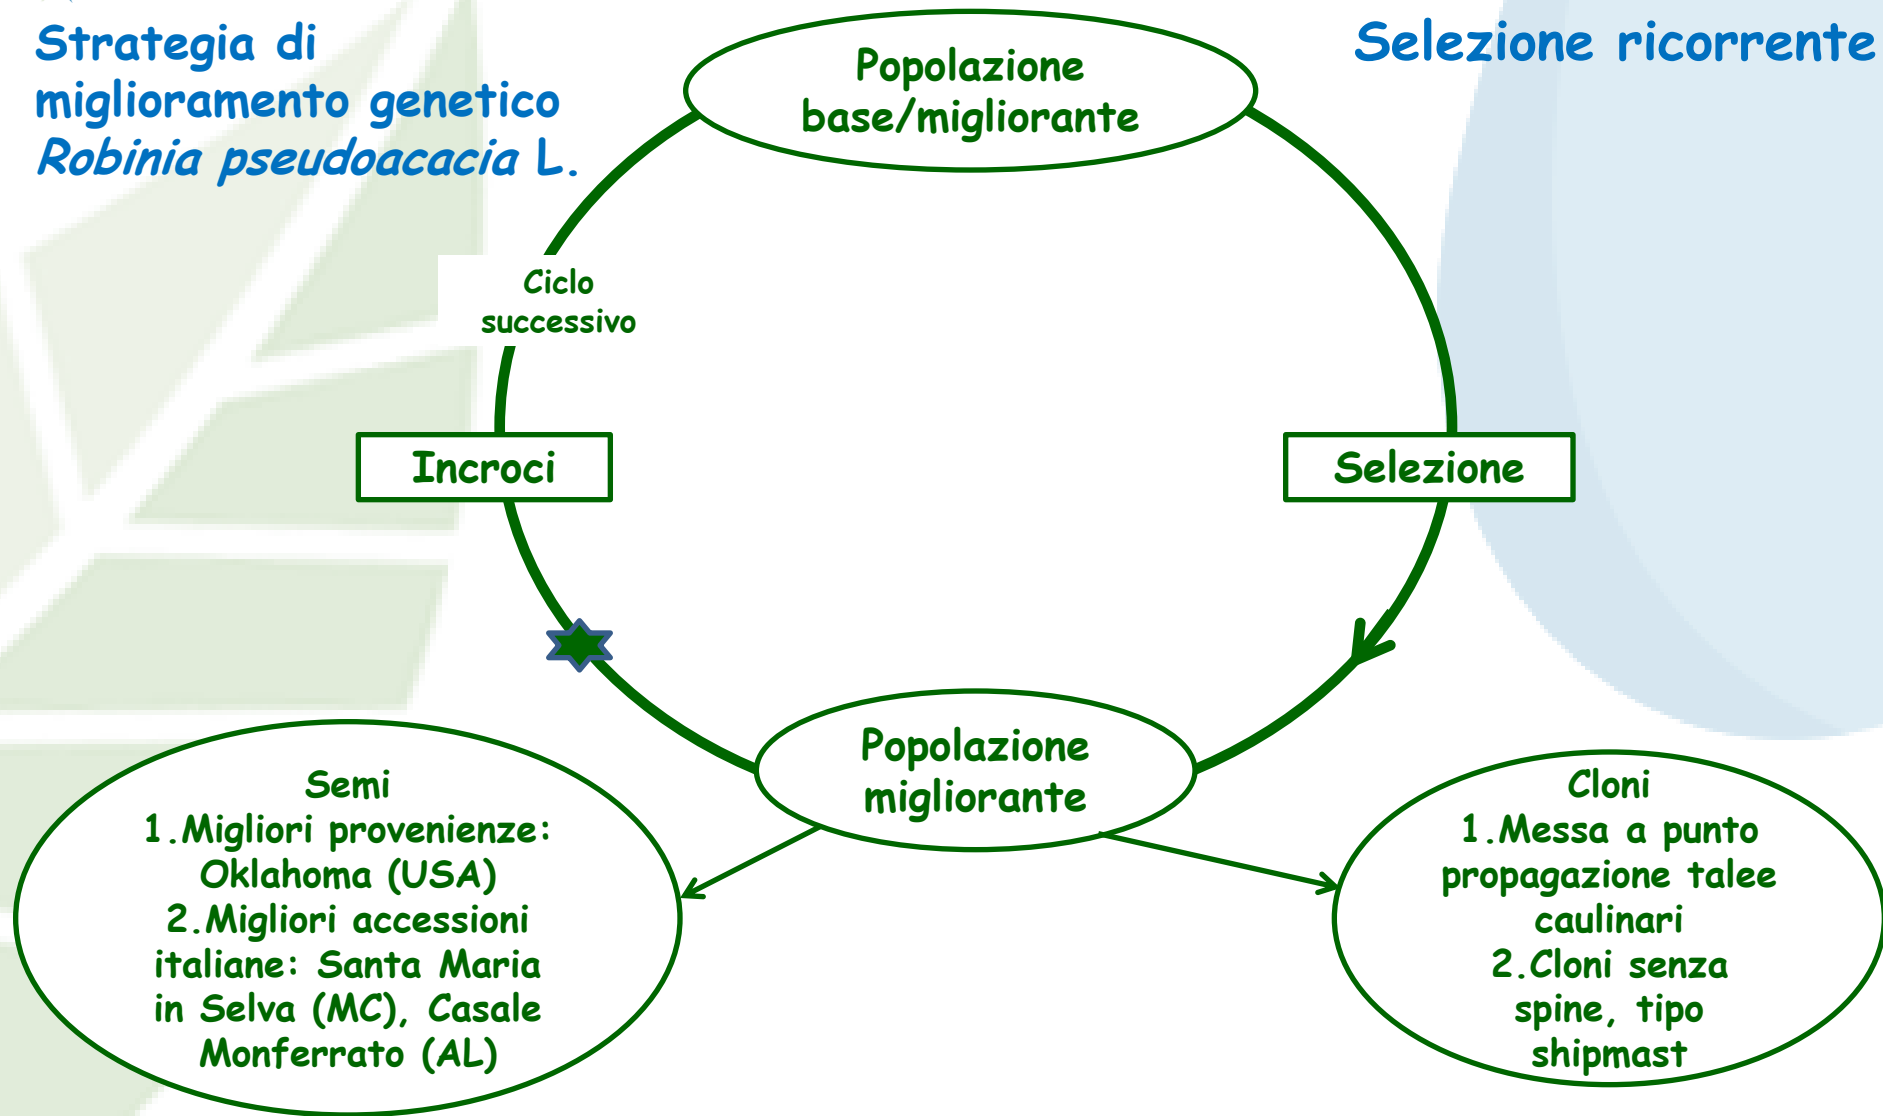 Strategia di
miglioramento genetico
Robinia pseudoacacia L.
Selezione ricorrente
Popolazione
base/migliorante
Ciclo
successivo
Incroci
Selezione
Popolazione
migliorante
Semi
1.Migliori provenienze:
Oklahoma (USA)
2.Migliori accessioni
italiane: Santa Maria
in Selva (MC), Casale
Monferrato (AL)
Cloni
1.Messa a punto
propagazione talee
caulinari
2.Cloni senza
spine, tipo
shipmast